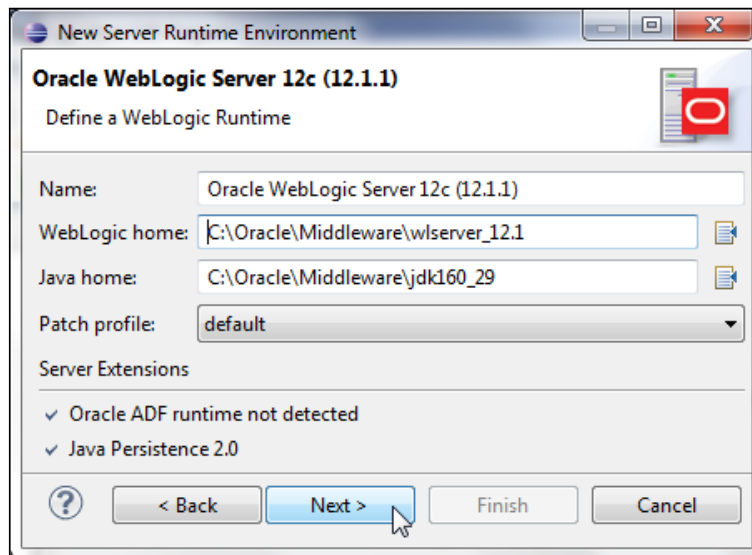 New Server Runtime Environment
Oracle WebLogic Server 12c (12.1.1)
Define a WebLogic Runtime
Name: Oracle WebLogic Server 12c (12.1.1)
WebLogic home: C:\Oracle\Middleware\wlserver_12.1
Java home: C:\Oracle\Middleware\jdk160_29
Patch profile: default
Server Extensions
Oracle ADF runtime not detected
Java Persistence 2.0
? < Back Next > Finish Cancel